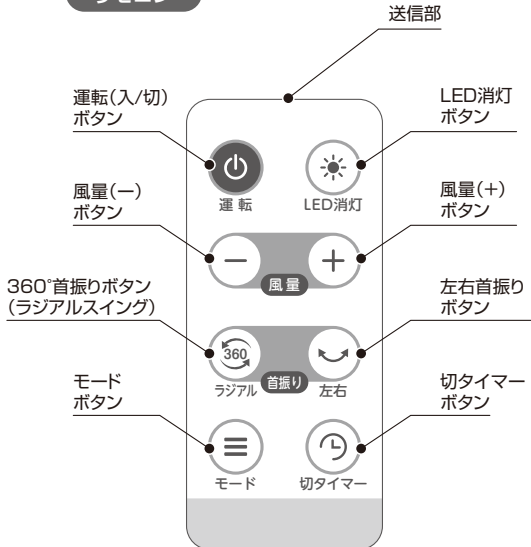 リモコン
送信部
運転(入/切)
ボタン
LED消灯
ボタン
運転
LED消灯
風量(ー)
ボタン
風量(+)
ボタン
風量
360°首振りボタン
(ラジアルスイング)
左右首振り
ボタン
360
ラジアル
首振り
左右
モード
ボタン
切タイマー
ボタン
モード
切タイマー